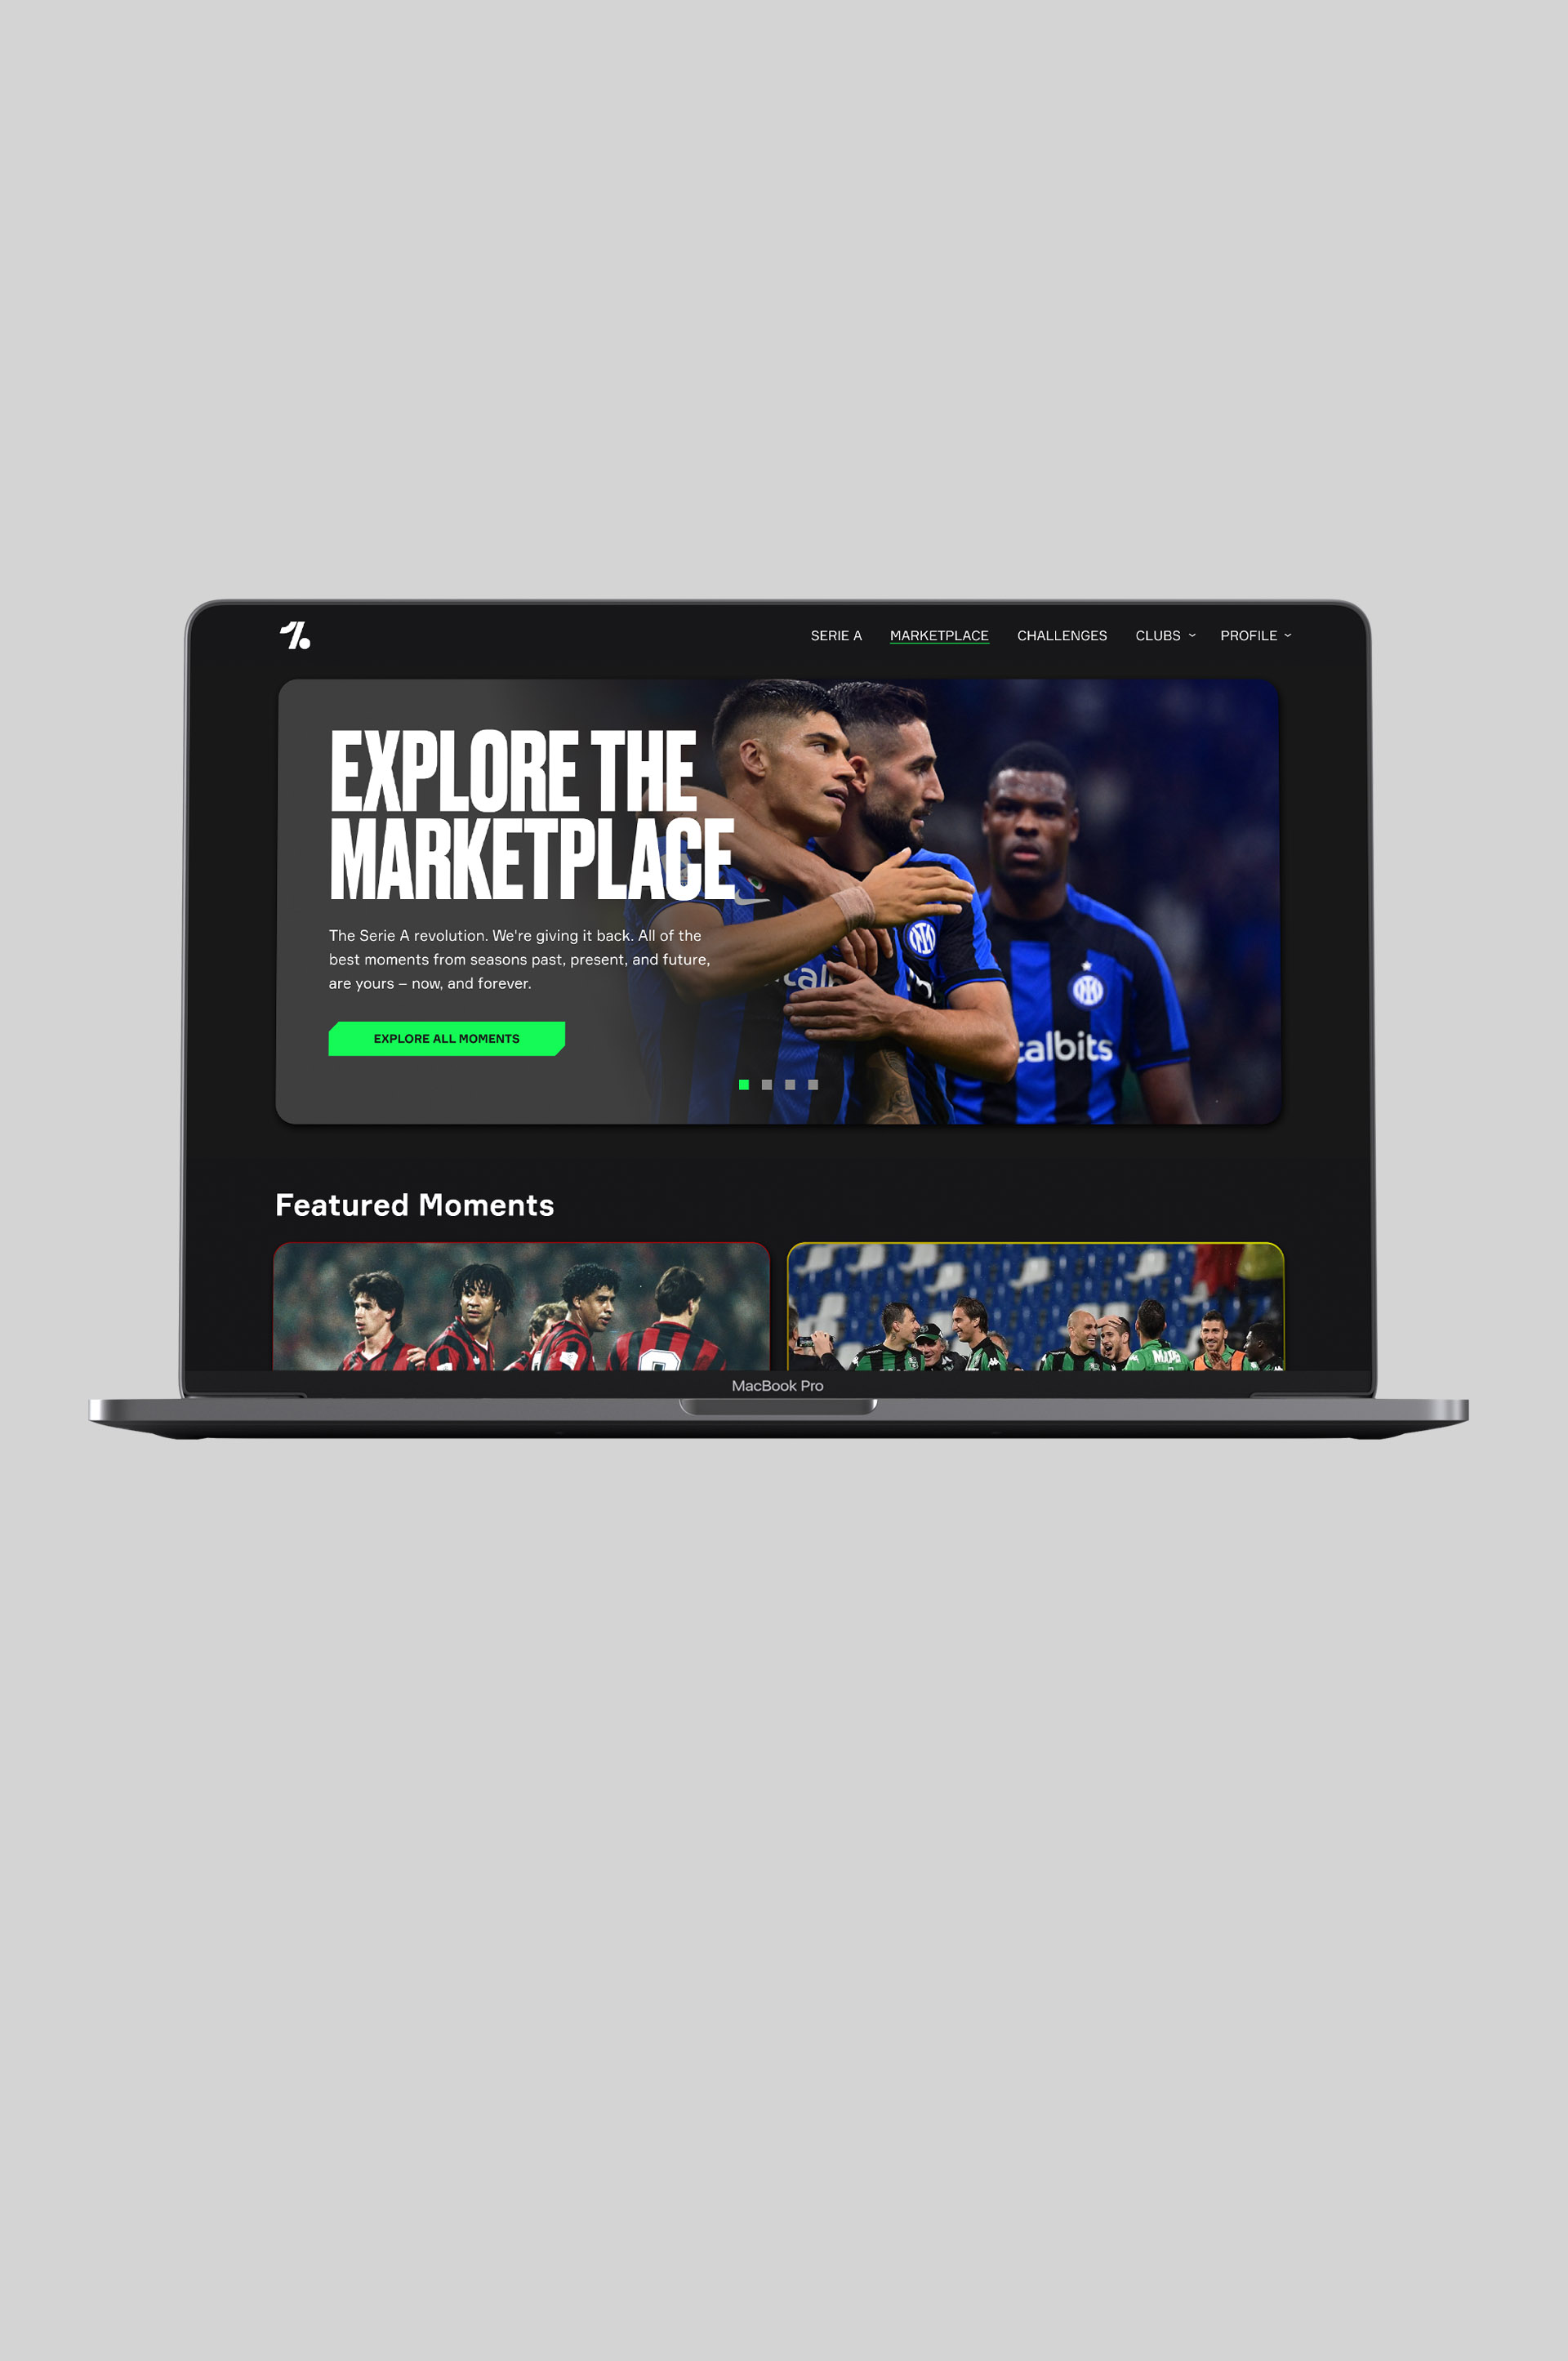 SERIE A MARKETPLACE CHALLENGES CLUBS PROFILE
EXPLORE THE
MARKETPLACE
The Serie A revolution. We're giving it back. All of the
best moments from seasons past, present, and future,
are yours – now, and forever.
EXPLORE ALL MOMENTS
talbits
Featured Moments
MAPEI
MacBook Pro